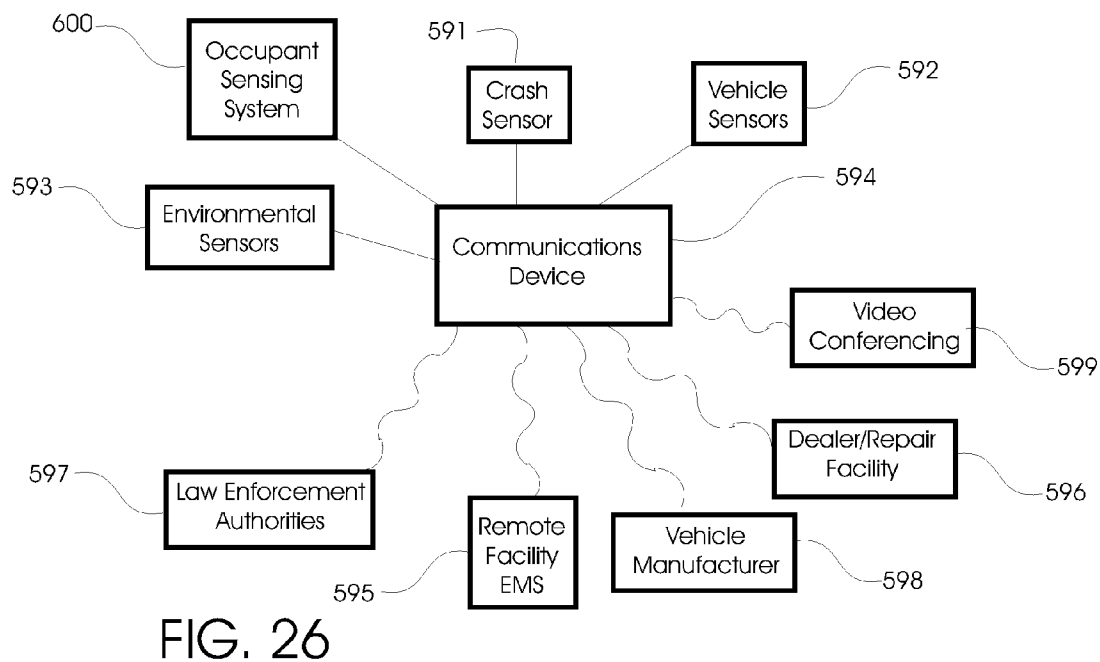 600
Occupant
Sensing
System
591
Crash
Sensor
592
Vehicle
Sensors
593
Environmental
Sensors
594
Communications
Device
Video
Conferencing
599
Dealer/Repair
Facility
596
597
Law Enforcement
Authorities
Remote
Facility
EMS
595
Vehicle
Manufacturer
598
FIG. 26